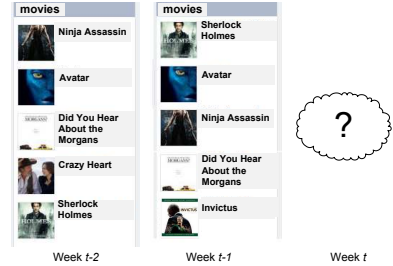 movies
Ninja Assassin
Avatar
Did You Hear
About the
Morgans
Crazy Heart
Sherlock
Holmes
Week t-2
movies
Sherlock
Holmes
Avatar
Ninja Assassin
Did You Hear
About the
Morgans
Invictus
INVICTUS
Week t-1
?
Week t